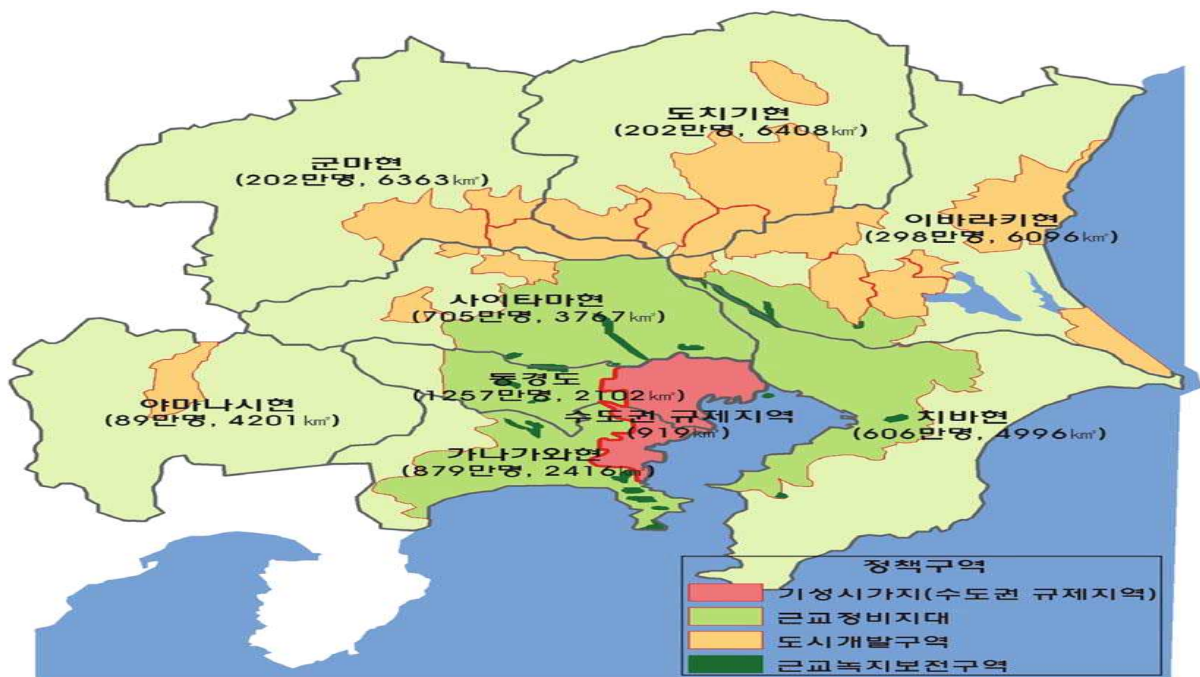 도치기현
(202만명, 6408㎢)
군마현
(202만명, 6363㎢)
이바라키현
(298만명, 6096㎢)
사이타마현
(705만명, 3767㎢)
동경도
(1257만명, 2102㎢)
야마나시현
(89만명, 4201㎢)
수도권 규제지역
(919㎢)
치바현
(606만명, 4996㎢)
가나가와현
(879만명, 2416㎢)
정책구역
기성시가지(수도권 규제지역)
근교정비지대
도시개발구역
근교녹지보전구역